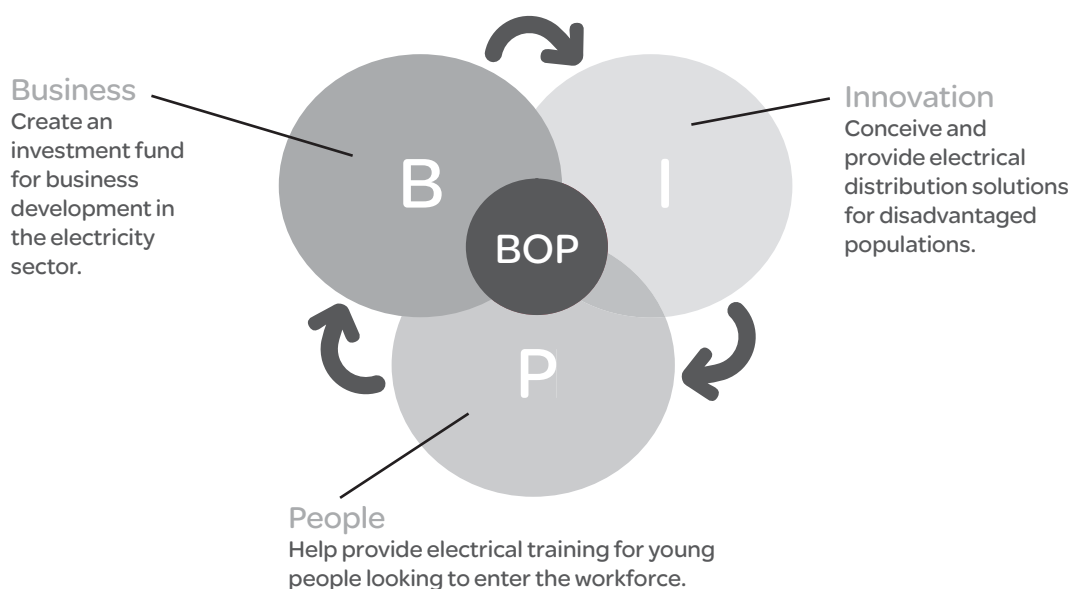 Business
Create an
investment fund
for business
development in
the electricity
sector.
B
I
BOP
P
Innovation
Conceive and
provide electrical
distribution solutions
for disadvantaged
populations.
People
Help provide electrical training for young
people looking to enter the workforce.